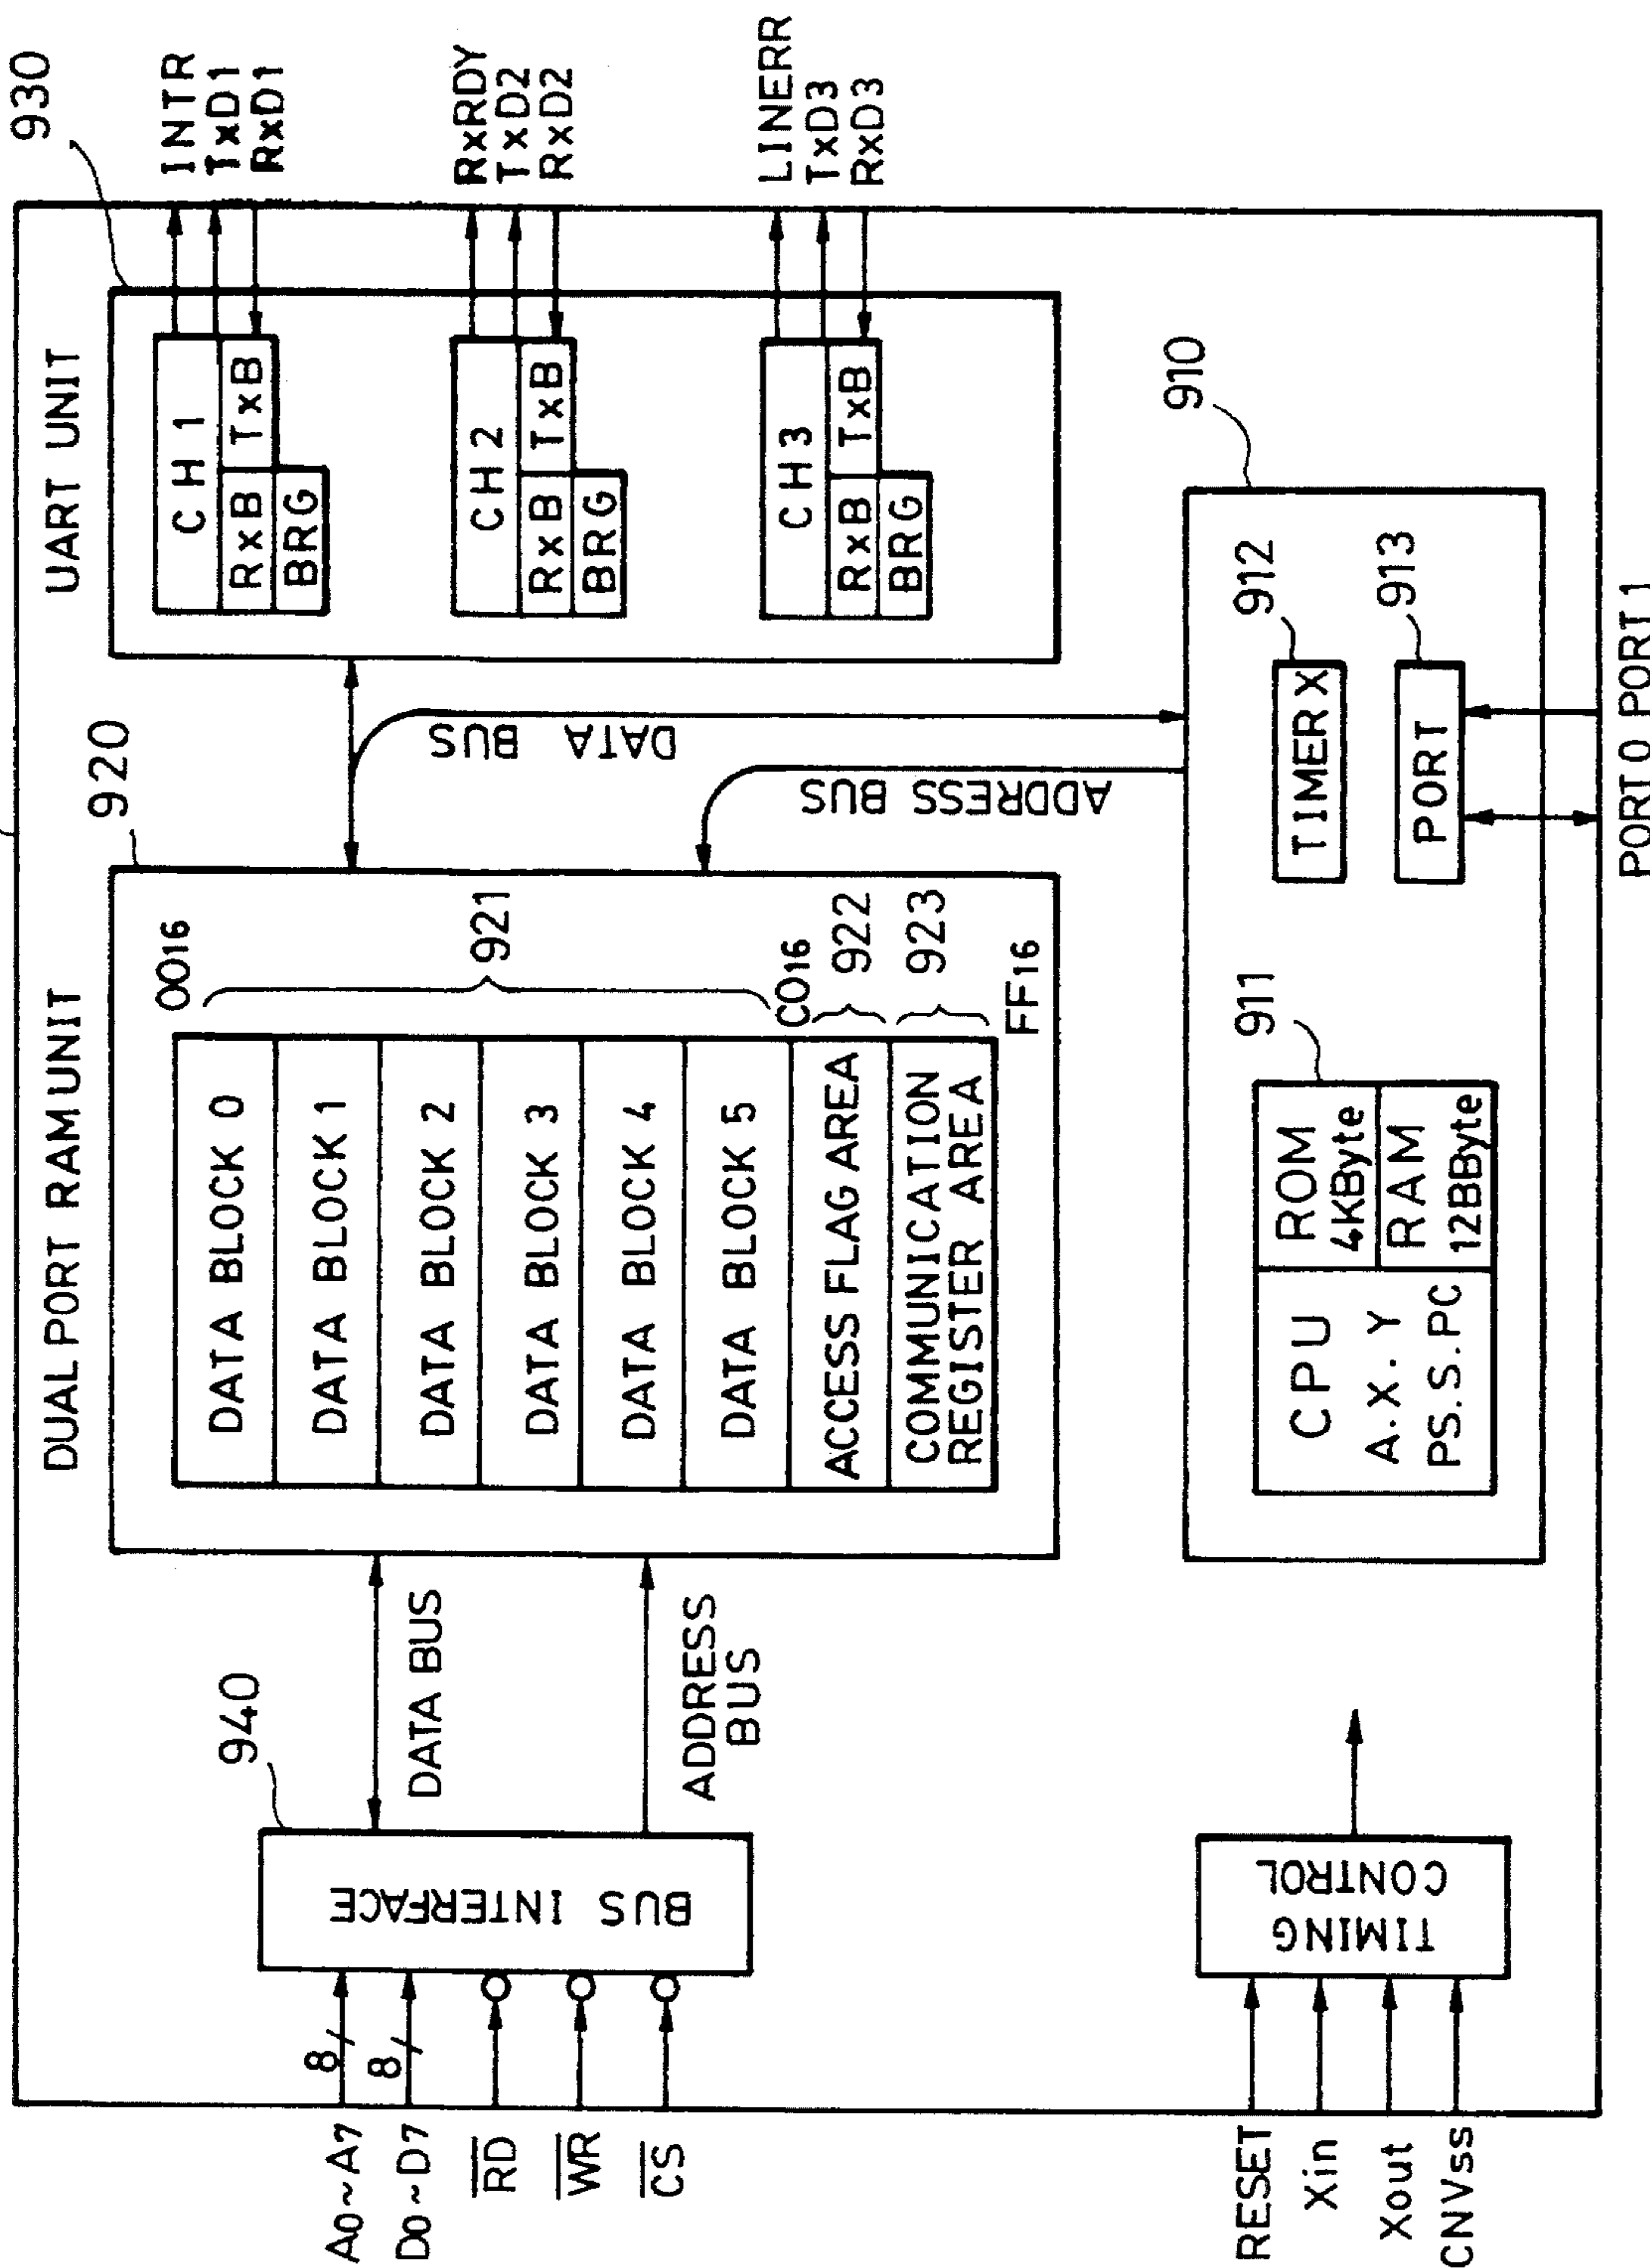 DUAL PORT RAM UNIT
UART UNIT
920
930
940
A0~A7
D0~D7
RD
WR
CS
8
8
BUS INTERFACE
DATA BUS
ADDRESS
BUS
DATA BLOCK 0
DATA BLOCK 1
DATA BLOCK 2
DATA BLOCK 3
DATA BLOCK 4
DATA BLOCK 5
ACCESS FLAG AREA
COMMUNICATION
REGISTER AREA
0016
921
C016
922
923
FF16
DATA BUS
ADDRESS BUS
CH1
RxB TxB
BRG
CH2
RxB TxB
BRG
CH3
RxB TxB
BRG
INTR
TxD1
RxD1
RxRDY
TxD2
RxD2
LINERR
TxD3
RxD3
RESET
Xin
Xout
CNVss
TIMING
CONTROL
910
911
CPU
A.X.Y
PS.S.PC
ROM
4KByte
RAM
12BByte
912
TIMER X
913
PORT
PORT0 PORT1